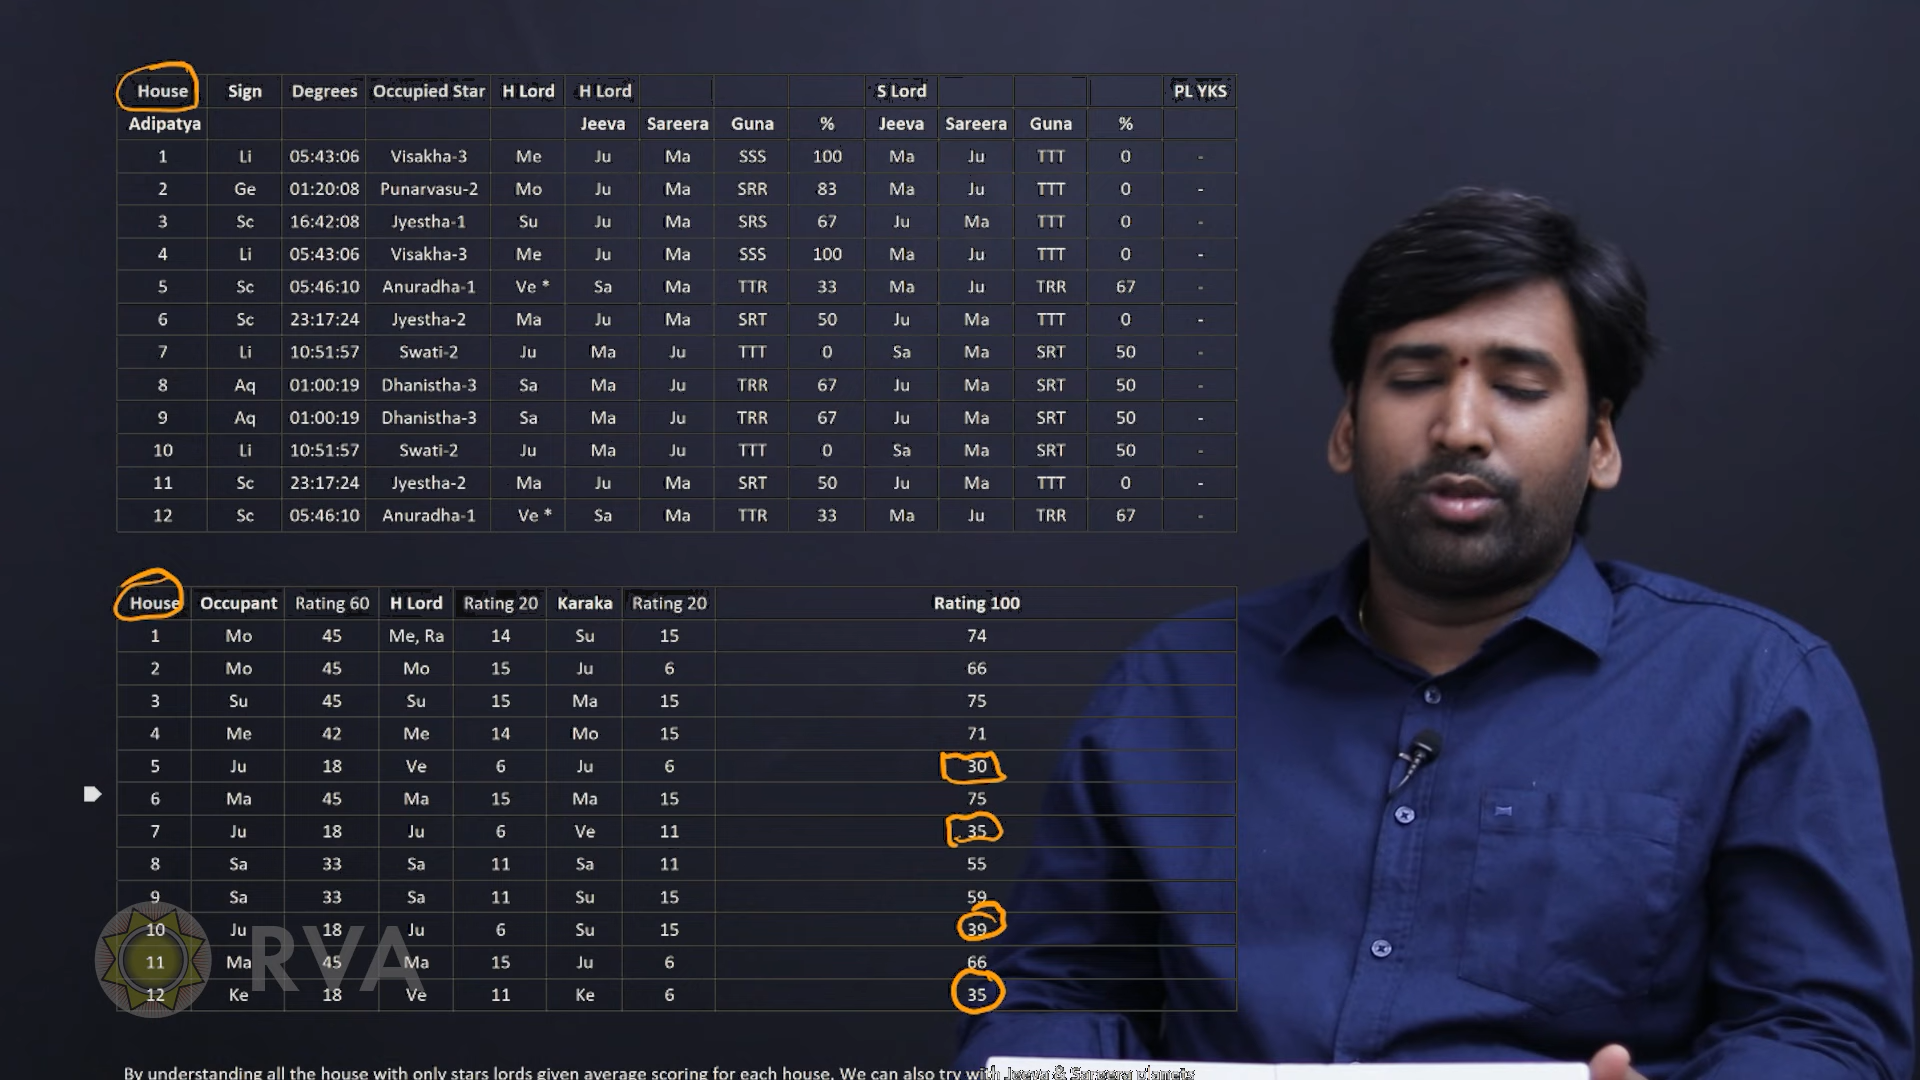 House Sign Degrees Occupied Star H Lord H Lord S Lord PL YKS
Adipatya Jeeva Sareera Guna % Jeeva Sareera Guna %
1 Li 05:43:06 Visakha-3 Me Ju Ma SSS 100 Ma Ju TTT 0 -
2 Ge 01:20:08 Punarvasu-2 Mo Ju Ma SRR 83 Ma Ju TTT 0 -
3 Sc 16:42:08 Jyestha-1 Su Ju Ma SRS 67 Ju Ma TTT 0 -
4 Li 05:43:06 Visakha-3 Me Ju Ma SSS 100 Ma Ju TTT 0 -
5 Sc 05:46:10 Anuradha-1 Ve * Sa Ma TTR 33 Ma Ju TRR 67 -
6 Sc 23:17:24 Jyestha-2 Ma Ju Ma SRT 50 Ju Ma TTT 0 -
7 Li 10:51:57 Swati-2 Ju Ma Ju TTT 0 Sa Ma SRT 50 -
8 Aq 01:00:19 Dhanistha-3 Sa Ma Ju TRR 67 Ju Ma SRT 50 -
9 Aq 01:00:19 Dhanistha-3 Sa Ma Ju TRR 67 Ju Ma SRT 50 -
10 Li 10:51:57 Swati-2 Ju Ma Ju TTT 0 Sa Ma SRT 50 -
11 Sc 23:17:24 Jyestha-2 Ma Ju Ma SRT 50 Ju Ma TTT 0 -
12 Sc 05:46:10 Anuradha-1 Ve * Sa Ma TTR 33 Ma Ju TRR 67 -
House Occupant Rating 60 H Lord Rating 20 Karaka Rating 20 Rating 100
1 Mo 45 Me, Ra 14 Su 15 74
2 Mo 45 Mo 15 Ju 6 66
3 Su 45 Su 15 Ma 15 75
4 Me 42 Me 14 Mo 15 71
5 Ju 18 Ve 6 Ju 6 30
6 Ma 45 Ma 15 Ma 15 75
7 Ju 18 Ju 6 Ve 11 35
8 Sa 33 Sa 11 Sa 11 55
9 Sa 33 Sa 11 Su 15 59
10 Ju 18 Ju 6 Su 15 39
11 Ma 45 Ma 15 Ju 6 66
12 Ke 18 Ve 11 Ke 6 35
RVA
By understanding all the house with only stars lords given average scoring for each house. We can also try with Jeeva & Sareera planets